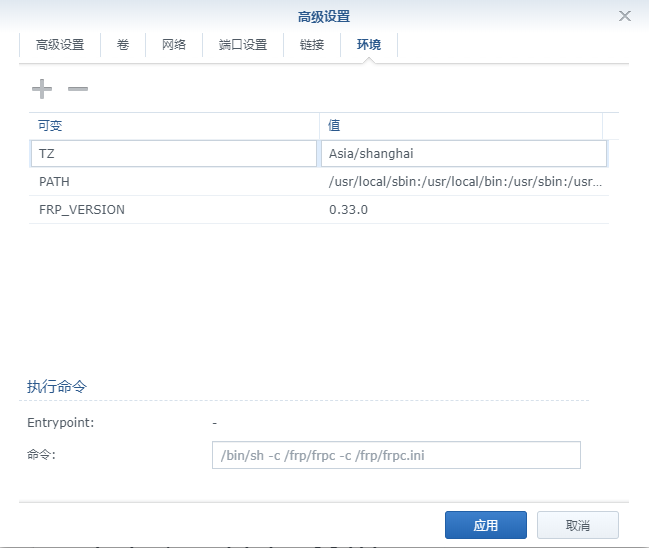 高级设置
高级设置 卷 网络 端口设置 链接 环境
可变 值
TZ Asia/shanghai
PATH /usr/local/sbin:/usr/local/bin:/usr/sbin:/usr...
FRP_VERSION 0.33.0
执行命令
Entrypoint: -
命令: /bin/sh -c /frp/frpc -c /frp/frpc.ini
应用 取消